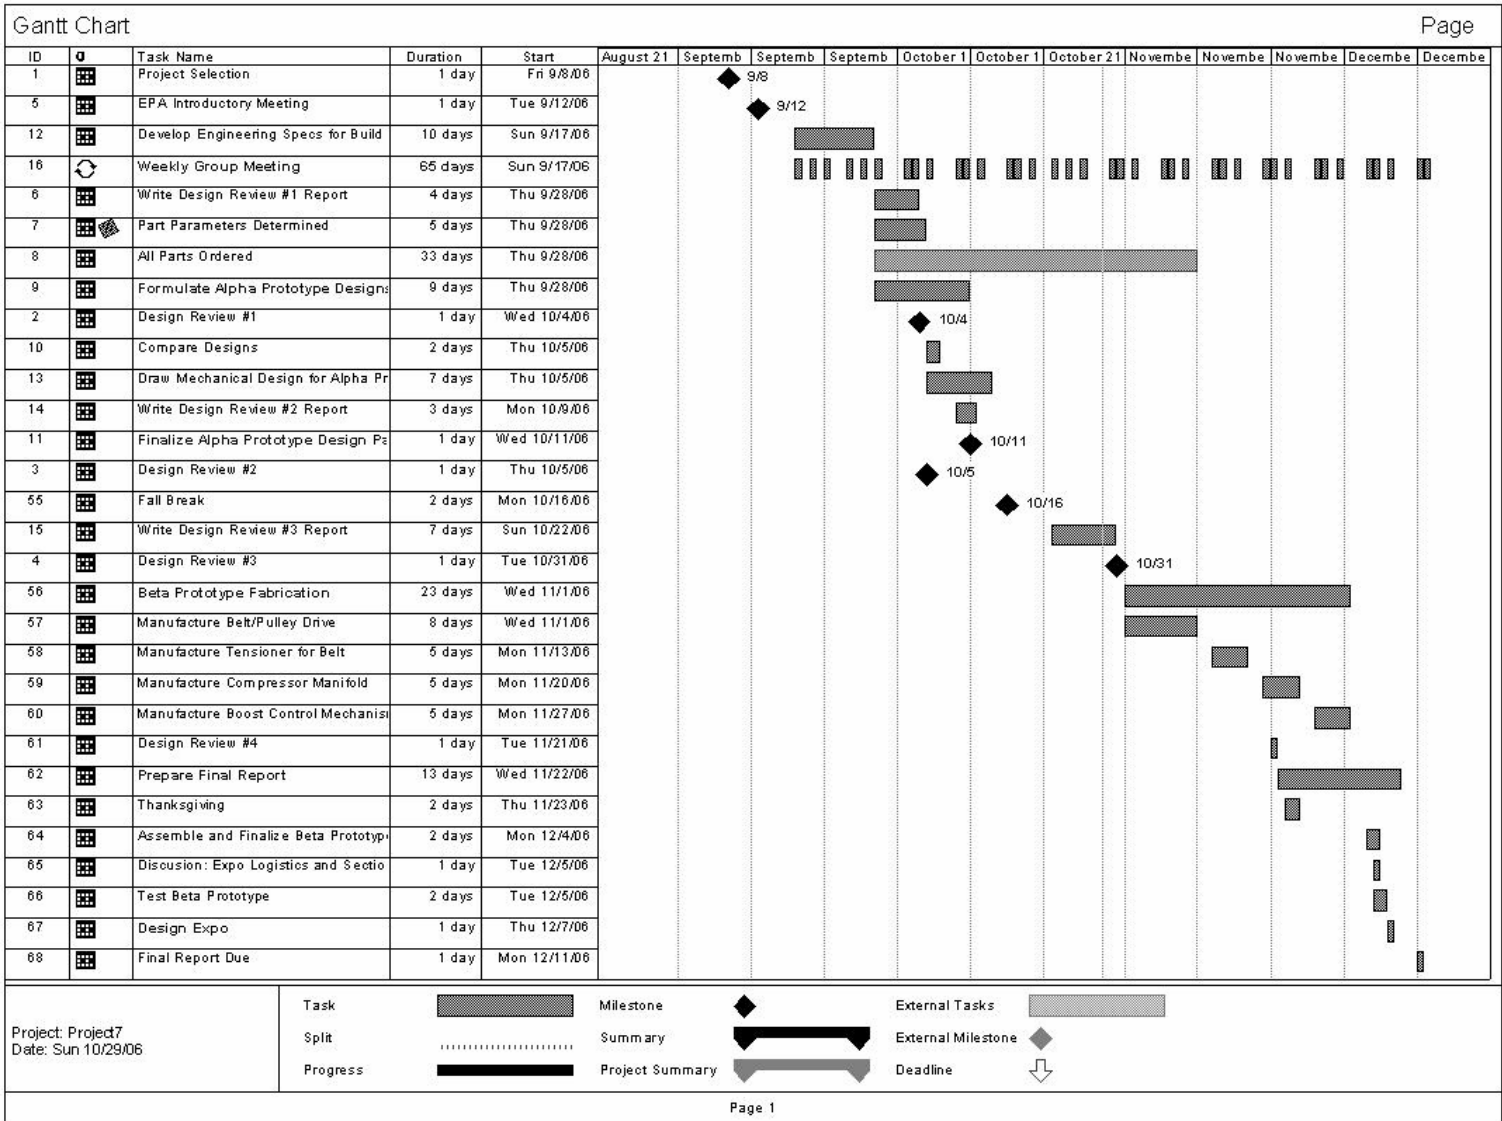 Gantt Chart Page
ID Task Name Duration Start August 21 Septemb Septemb Septemb October 1 October 1 October 21 Novembe Novembe Novembe Decembe Decembe
1 Project Selection 1 day Fri 9/8/06 9/8
5 EPA Introductory Meeting 1 day Tue 9/12/06 9/12
12 Develop Engineering Specs for Build 10 days Sun 9/17/06
16 Weekly Group Meeting 65 days Sun 9/17/06
6 Write Design Review #1 Report 4 days Thu 9/28/06
7 Part Parameters Determined 5 days Thu 9/28/06
8 All Parts Ordered 33 days Thu 9/28/06
9 Formulate Alpha Prototype Designs 9 days Thu 9/28/06
2 Design Review #1 1 day Wed 10/4/06 10/4
10 Compare Designs 2 days Thu 10/5/06
13 Draw Mechanical Design for Alpha Pr 7 days Thu 10/5/06
14 Write Design Review #2 Report 3 days Mon 10/9/06
11 Finalize Alpha Prototype Design Pa 1 day Wed 10/11/06 10/11
3 Design Review #2 1 day Thu 10/5/06 10/5
55 Fall Break 2 days Mon 10/16/06 10/16
15 Write Design Review #3 Report 7 days Sun 10/22/06
4 Design Review #3 1 day Tue 10/31/06 10/31
56 Beta Prototype Fabrication 23 days Wed 11/1/06
57 Manufacture Belt/Pulley Drive 8 days Wed 11/1/06
58 Manufacture Tensioner for Belt 5 days Mon 11/13/06
59 Manufacture Compressor Manifold 5 days Mon 11/20/06
60 Manufacture Boost Control Mechanis 5 days Mon 11/27/06
61 Design Review #4 1 day Tue 11/21/06
62 Prepare Final Report 13 days Wed 11/22/06
63 Thanksgiving 2 days Thu 11/23/06
64 Assemble and Finalize Beta Prototyp 2 days Mon 12/4/06
65 Discusion: Expo Logistics and Sectio 1 day Tue 12/5/06
66 Test Beta Prototype 2 days Tue 12/5/06
67 Design Expo 1 day Thu 12/7/06
68 Final Report Due 1 day Mon 12/11/06
Project: Project7
Date: Sun 10/29/06
Task Milestone External Tasks
Split Summary External Milestone
Progress Project Summary Deadline
Page 1